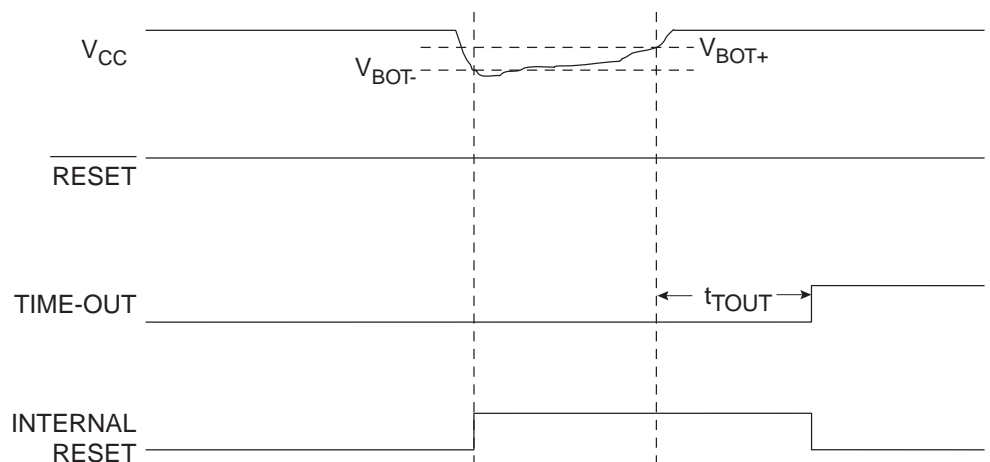 VCC
VBOT-
VBOT+
RESET
TIME-OUT
tTOUT
INTERNAL
RESET